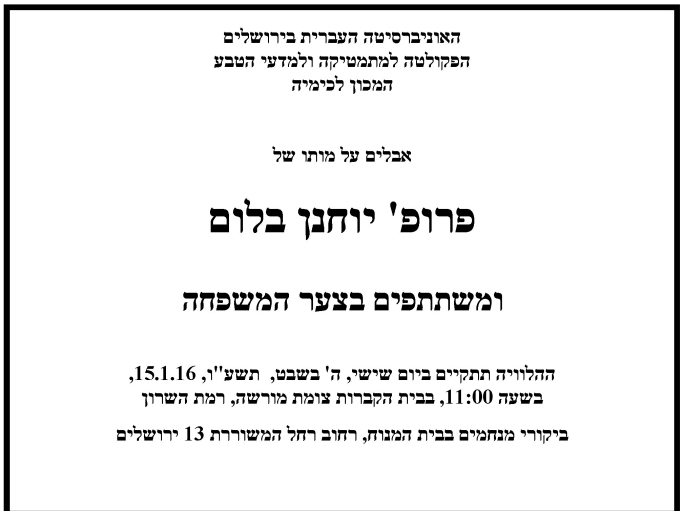 האוניברסיטה העברית בירושלים
הפקולטה למתמטיקה ולמדעי הטבע
המכון לכימיה
אבלים על מותו של
פרופ' יוחנן בלום
ומשתתפים בצער המשפחה
ההלוויה תתקיים ביום שישי, ה' בשבט, תשע"ו, 15.1.16,
בשעה 11:00, בבית הקברות צומת מורשה, רמת השרון
ביקורי מנחמים בבית המנוח, רחוב רחל המשוררת 13 ירושלים